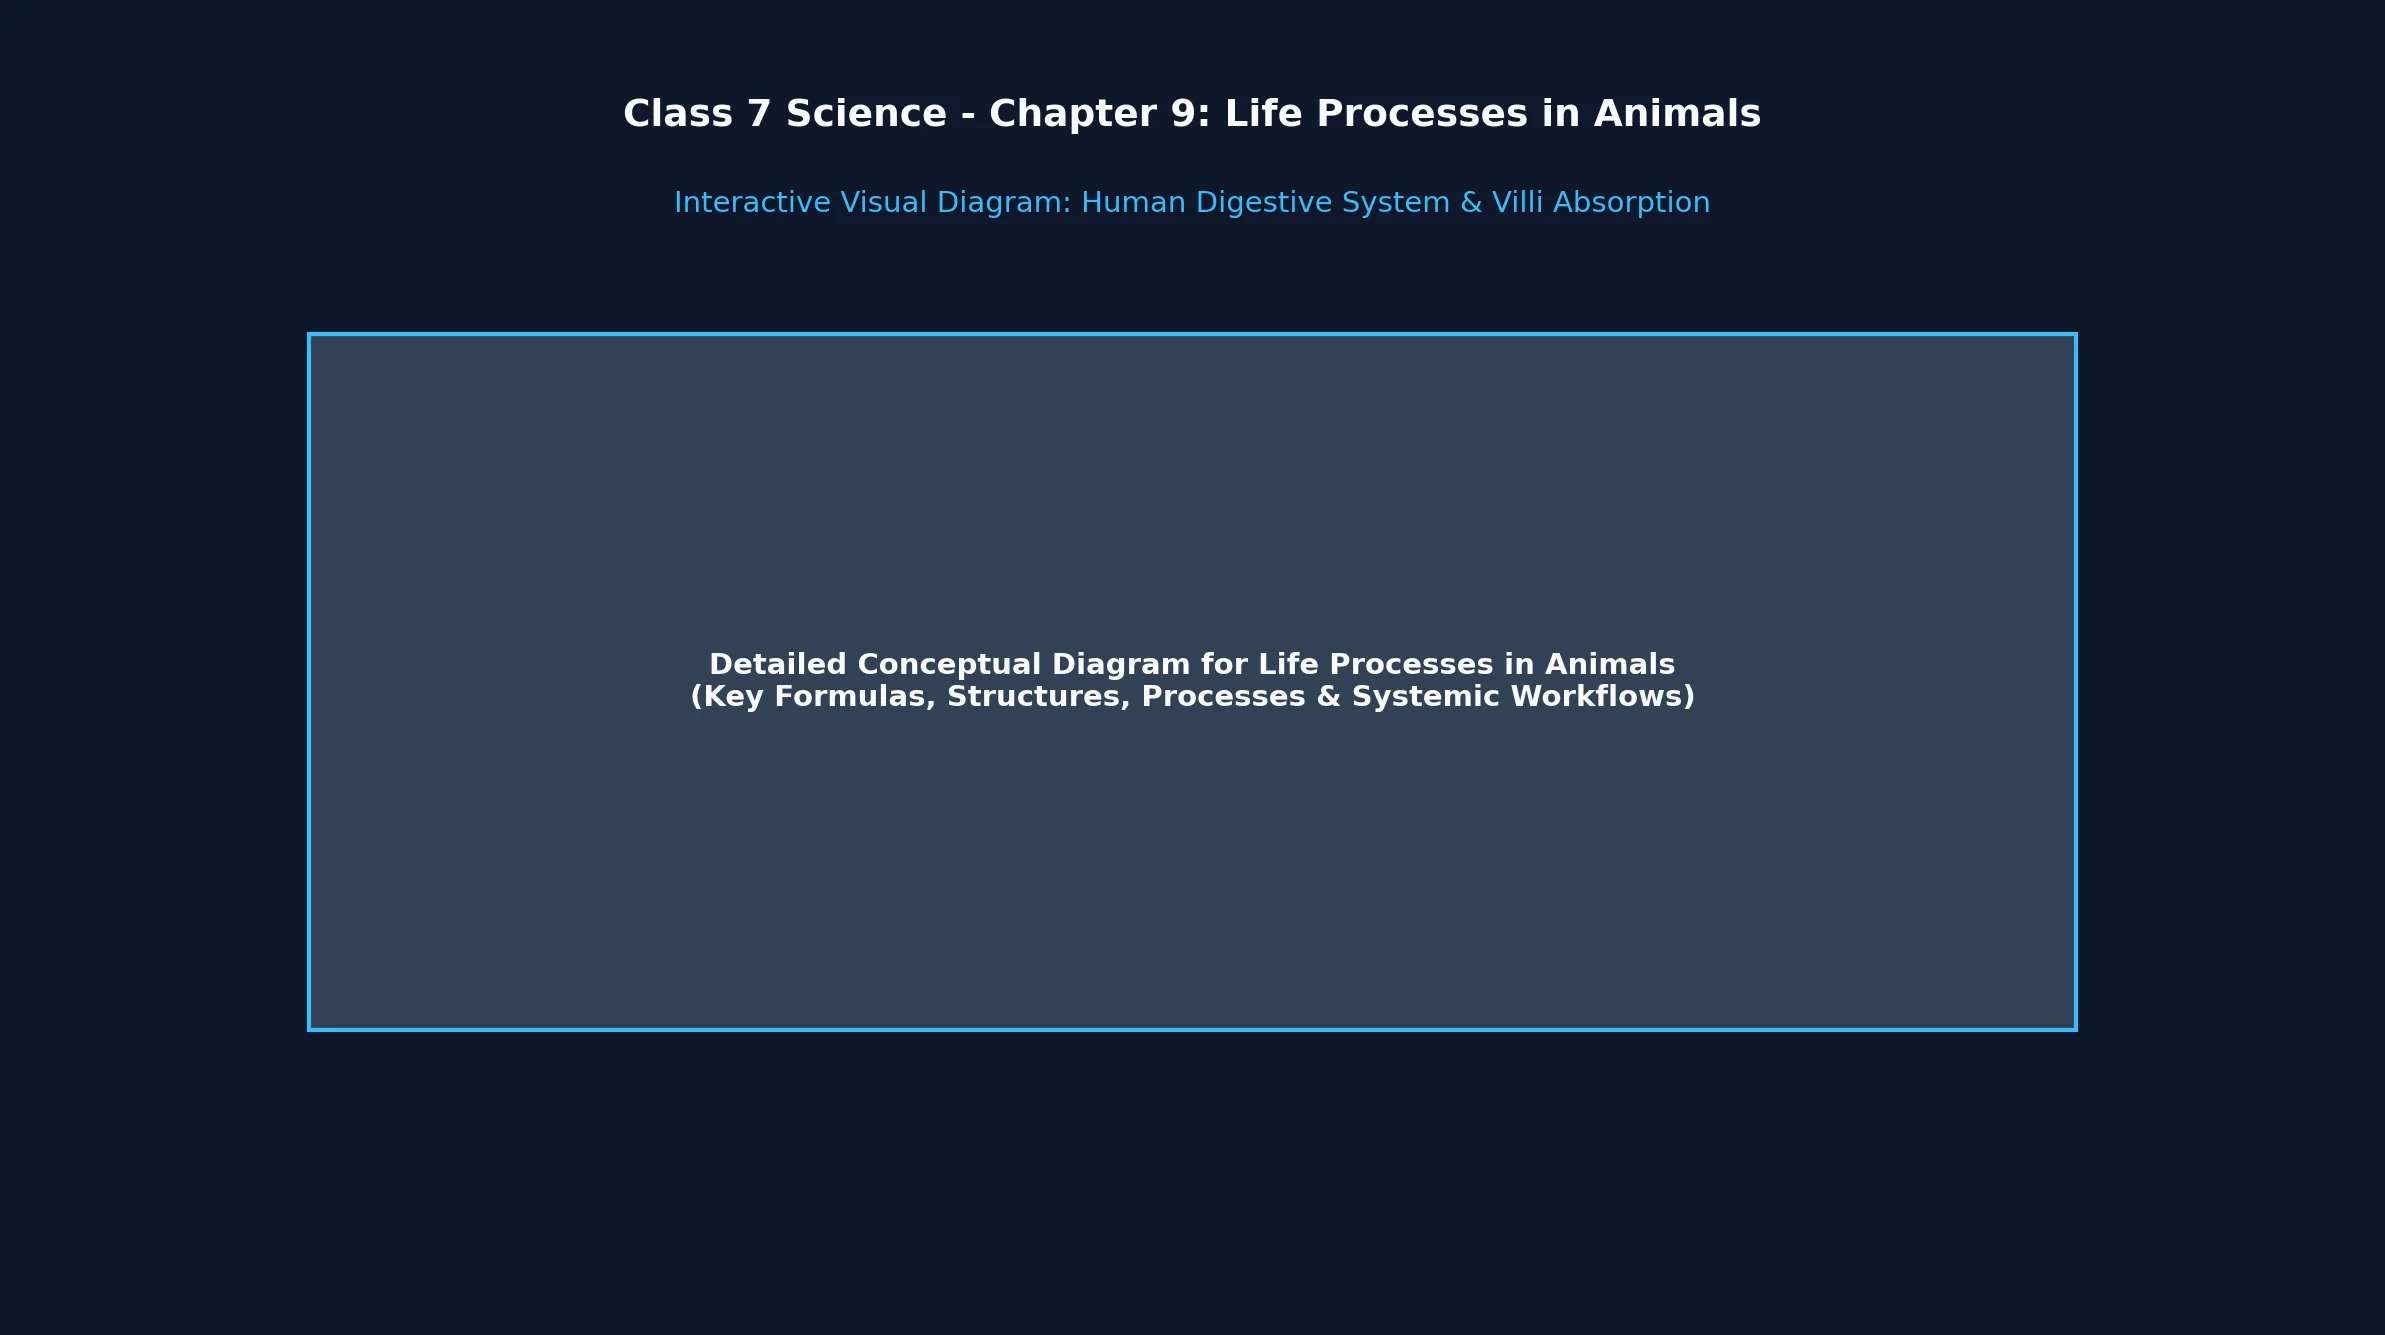 Class 7 Science - Chapter 9: Life Processes in Animals
Interactive Visual Diagram: Human Digestive System & Villi Absorption
Detailed Conceptual Diagram for Life Processes in Animals
(Key Formulas, Structures, Processes & Systemic Workflows)